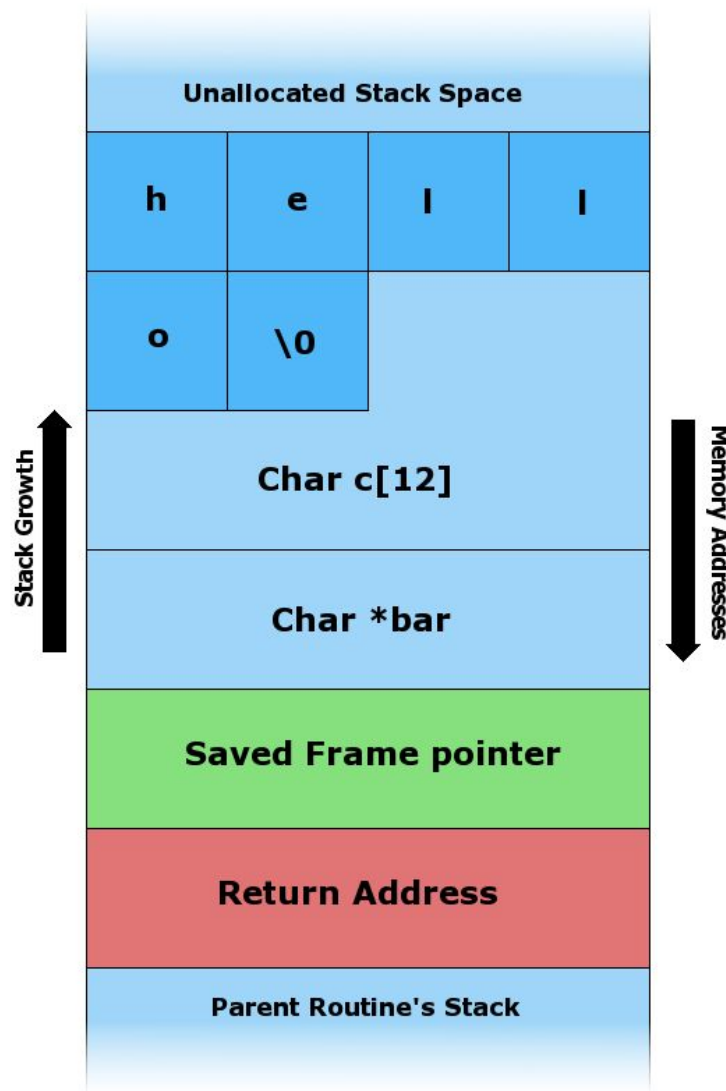 Unallocated Stack Space
h e l l
o \0
Char c[12]
Stack Growth
Memory Addresses
Char *bar
Saved Frame pointer
Return Address
Parent Routine's Stack